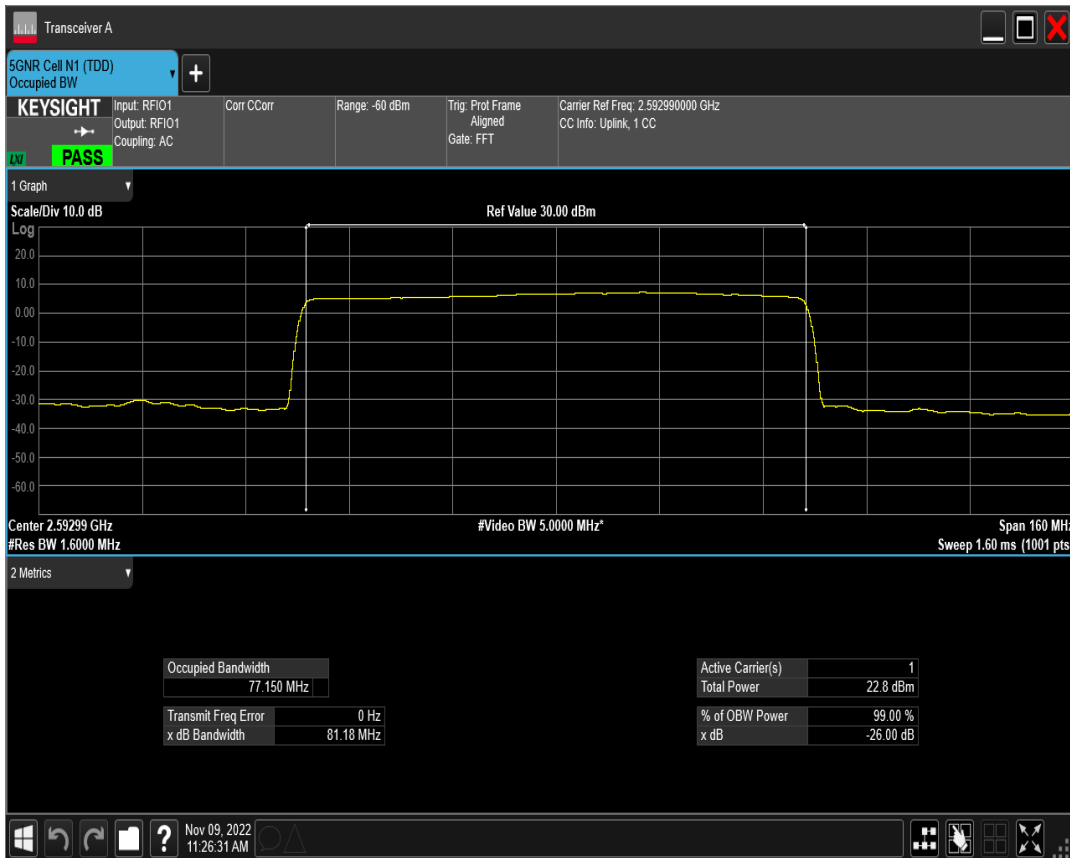 Transceiver A
5GNR Cell N1 (TDD)
Occupied BW
+
KEYSIGHT
LXI
PASS
Input: RFIO1
Output: RFIO1
Coupling: AC
Corr CCorr
Range: -60 dBm
Trig: Prot Frame
Aligned
Gate: FFT
Carrier Ref Freq: 2.592990000 GHz
CC Info: Uplink, 1 CC
1 Graph
Scale/Div 10.0 dB
Ref Value 30.00 dBm
Log
20.0
10.0
0.00
-10.0
-20.0
-30.0
-40.0
-50.0
-60.0
Center 2.59299 GHz
#Video BW 5.0000 MHz*
Span 160 MHz
#Res BW 1.6000 MHz
Sweep 1.60 ms (1001 pts
2 Metrics
Occupied Bandwidth
77.150 MHz
Transmit Freq Error 0 Hz
x dB Bandwidth 81.18 MHz
Active Carrier(s) 1
Total Power 22.8 dBm
% of OBW Power 99.00 %
x dB -26.00 dB
?
Nov 09, 2022
11:26:31 AM